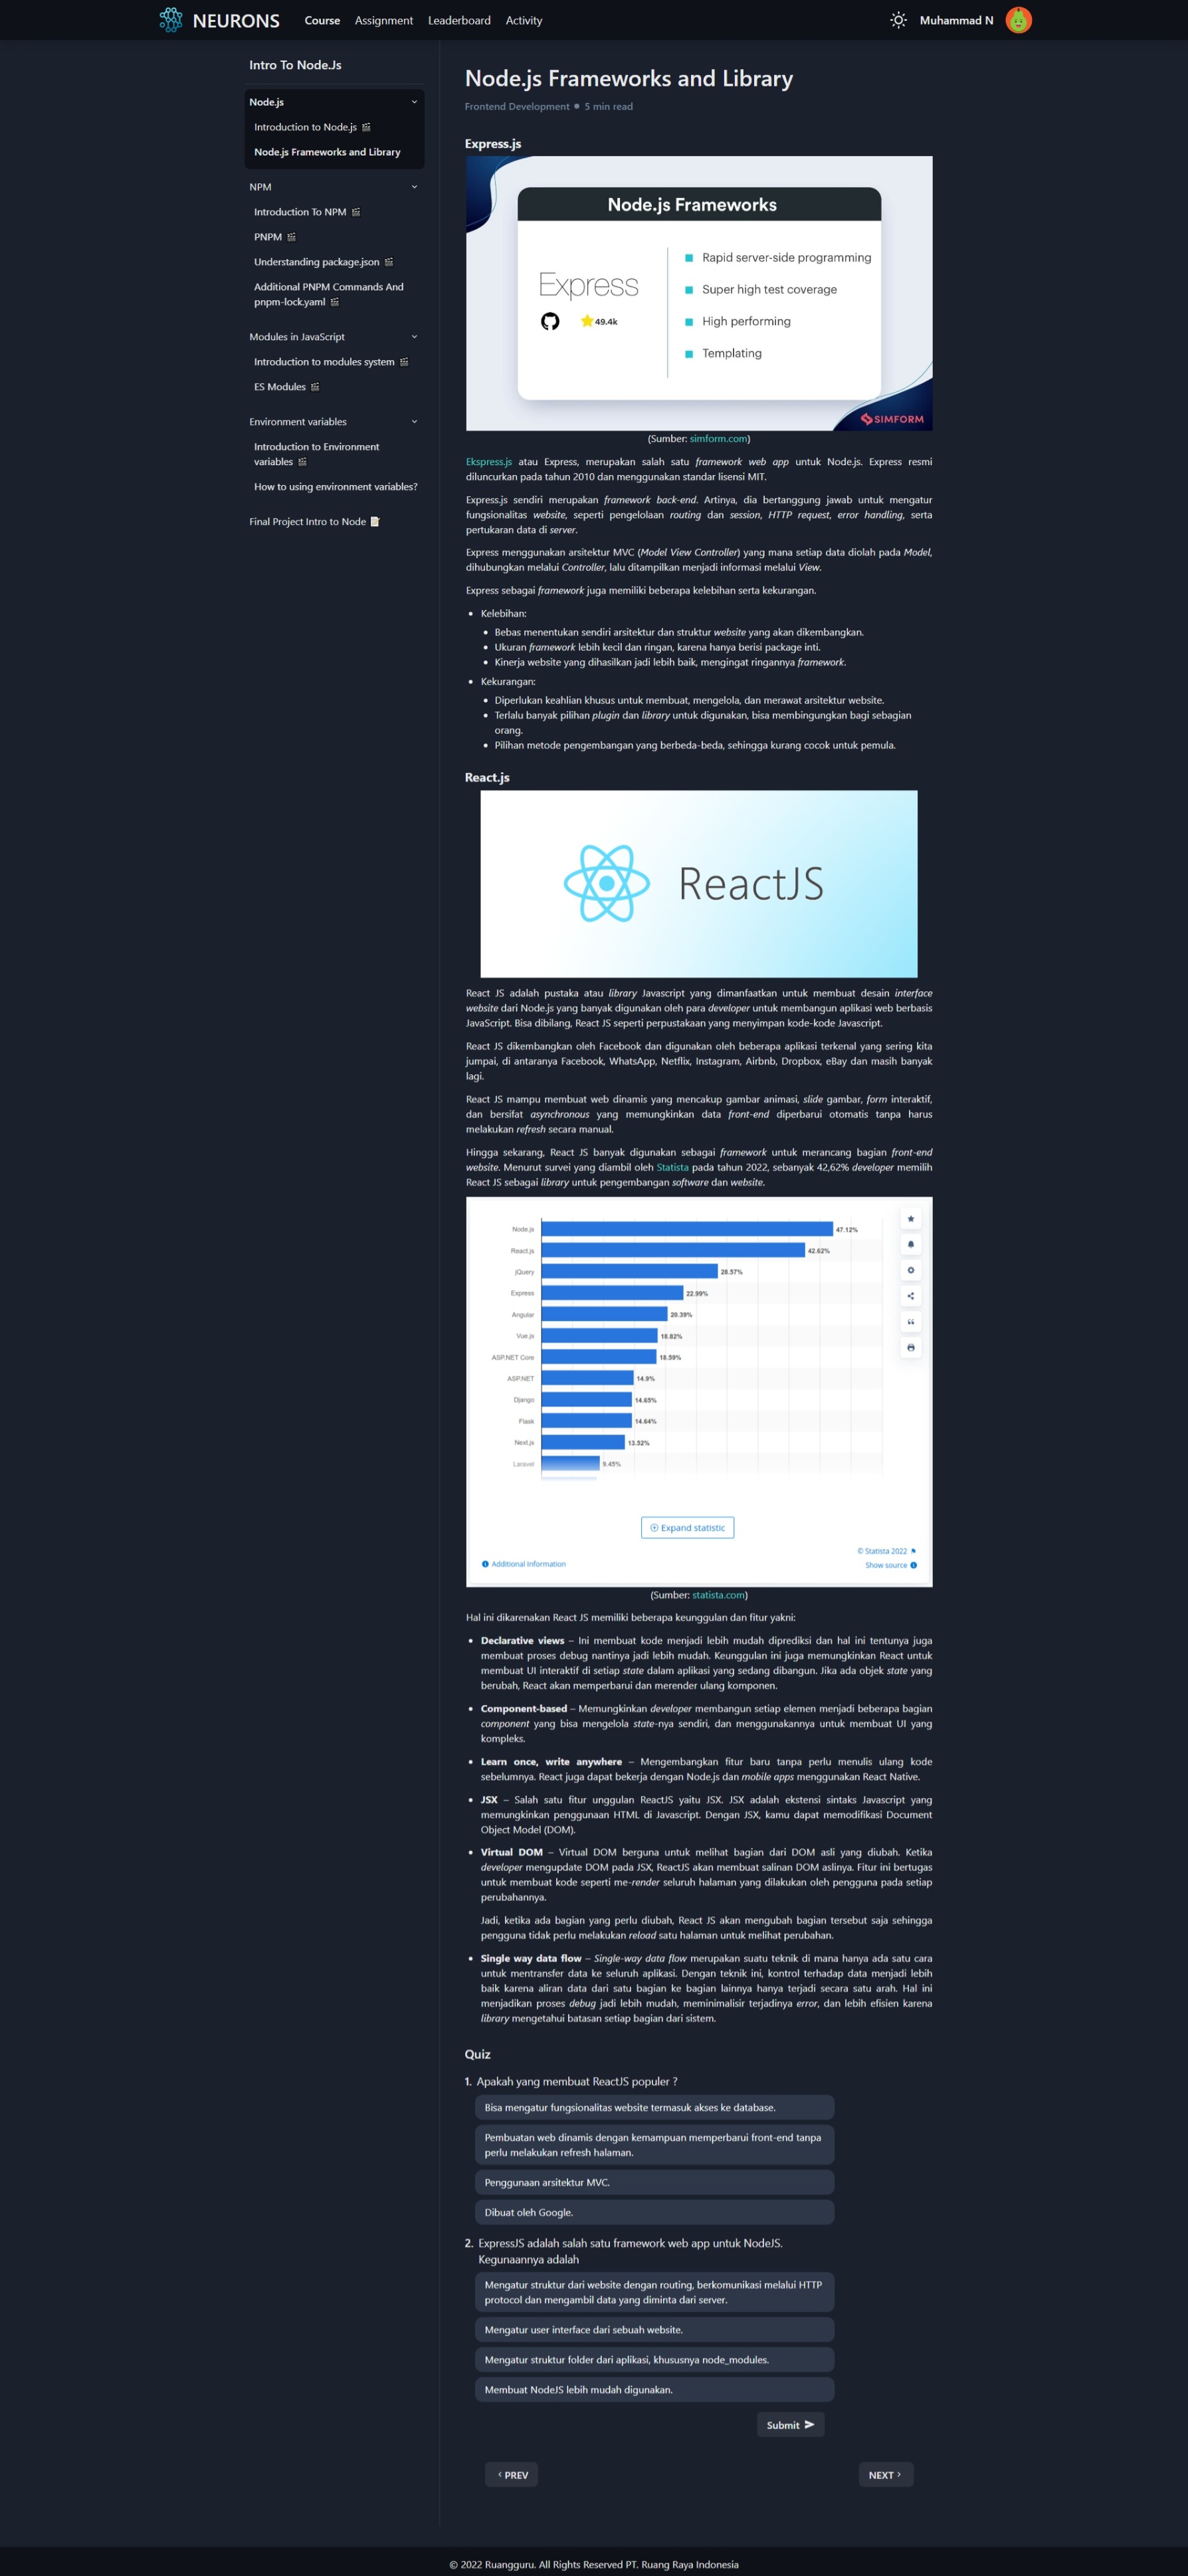 NEURONS
Course
Assignment
Leaderboard
Activity
Muhammad N
Intro To Node.Js
Node.js
Introduction to Node.js
Node.js Frameworks and Library
NPM
Introduction To NPM
PNPM
Understanding package.json
Additional PNPM Commands And
pnpm-lock.yaml
Modules in JavaScript
Introduction to modules system
ES Modules
Environment variables
Introduction to Environment
variables
How to using environment variables?
Final Project Intro to Node
Node.js Frameworks and Library
Frontend Development • 5 min read
Express.js
Node.js Frameworks
Express
49.4k
Rapid server-side programming
Super high test coverage
High performing
Templating
SIMFORM
(Sumber: simform.com)
Ekspress.js atau Express, merupakan salah satu framework web app untuk Node.js. Express resmi
diluncurkan pada tahun 2010 dan menggunakan standar lisensi MIT.
Express.js sendiri merupakan framework back-end. Artinya, dia bertanggung jawab untuk mengatur
fungsionalitas website, seperti pengelolaan routing dan session, HTTP request, error handling, serta
pertukaran data di server.
Express menggunakan arsitektur MVC (Model View Controller) yang mana setiap data diolah pada Model,
dihubungkan melalui Controller, lalu ditampilkan menjadi informasi melalui View.
Express sebagai framework juga memiliki beberapa kelebihan serta kekurangan.
• Kelebihan:
• Bebas menentukan sendiri arsitektur dan struktur website yang akan dikembangkan.
• Ukuran framework lebih kecil dan ringan, karena hanya berisi package inti.
• Kinerja website yang dihasilkan jadi lebih baik, mengingat ringannya framework.
• Kekurangan:
• Diperlukan keahlian khusus untuk membuat, mengelola, dan merawat arsitektur website.
• Terlalu banyak pilihan plugin dan library untuk digunakan, bisa membingungkan bagi sebagian
orang.
• Pilihan metode pengembangan yang berbeda-beda, sehingga kurang cocok untuk pemula.
React.js
ReactJS
React JS adalah pustaka atau library Javascript yang dimanfaatkan untuk membuat desain interface
website dari Node.js yang banyak digunakan oleh para developer untuk membangun aplikasi web berbasis
JavaScript. Bisa dibilang, React JS seperti perpustakaan yang menyimpan kode-kode Javascript.
React JS dikembangkan oleh Facebook dan digunakan oleh beberapa aplikasi terkenal yang sering kita
jumpai, di antaranya Facebook, WhatsApp, Netflix, Instagram, Airbnb, Dropbox, eBay dan masih banyak
lagi.
React JS mampu membuat web dinamis yang mencakup gambar animasi, slide gambar, form interaktif,
dan bersifat asynchronous yang memungkinkan data front-end diperbarui otomatis tanpa harus
melakukan refresh secara manual.
Hingga sekarang, React JS banyak digunakan sebagai framework untuk merancang bagian front-end
website. Menurut survei yang diambil oleh Statista pada tahun 2022, sebanyak 42,62% developer memilih
React JS sebagai library untuk pengembangan software dan website.
Node.js 47.12%
React.js 42.62%
jQuery 28.57%
Express 22.99%
Angular 20.39%
Vue.js 18.82%
ASP.NET Core 18.59%
ASP.NET 14.9%
Django 14.65%
Flask 14.64%
Next.js 13.52%
Laravel 9.45%
Expand statistic
© Statista 2022
Additional Information
Show source
(Sumber: statista.com)
Hal ini dikarenakan React JS memiliki beberapa keunggulan dan fitur yakni:
• Declarative views – Ini membuat kode menjadi lebih mudah diprediksi dan hal ini tentunya juga
membuat proses debug nantinya jadi lebih mudah. Keunggulan ini juga memungkinkan React untuk
membuat UI interaktif di setiap state dalam aplikasi yang sedang dibangun. Jika ada objek state yang
berubah, React akan memperbarui dan merender ulang komponen.
• Component-based – Memungkinkan developer membangun setiap elemen menjadi beberapa bagian
component yang bisa mengelola state-nya sendiri, dan menggunakannya untuk membuat UI yang
kompleks.
• Learn once, write anywhere – Mengembangkan fitur baru tanpa perlu menulis ulang kode
sebelumnya. React juga dapat bekerja dengan Node.js dan mobile apps menggunakan React Native.
• JSX – Salah satu fitur unggulan ReactJS yaitu JSX. JSX adalah ekstensi sintaks Javascript yang
memungkinkan penggunaan HTML di Javascript. Dengan JSX, kamu dapat memodifikasi Document
Object Model (DOM).
• Virtual DOM – Virtual DOM berguna untuk melihat bagian dari DOM asli yang diubah. Ketika
developer mengupdate DOM pada JSX, ReactJS akan membuat salinan DOM aslinya. Fitur ini bertugas
untuk membuat kode seperti me-render seluruh halaman yang dilakukan oleh pengguna pada setiap
perubahannya.
Jadi, ketika ada bagian yang perlu diubah, React JS akan mengubah bagian tersebut saja sehingga
pengguna tidak perlu melakukan reload satu halaman untuk melihat perubahan.
• Single way data flow – Single-way data flow merupakan suatu teknik di mana hanya ada satu cara
untuk mentransfer data ke seluruh aplikasi. Dengan teknik ini, kontrol terhadap data menjadi lebih
baik karena aliran data dari satu bagian ke bagian lainnya hanya terjadi secara satu arah. Hal ini
menjadikan proses debug jadi lebih mudah, meminimalisir terjadinya error, dan lebih efisien karena
library mengetahui batasan setiap bagian dari sistem.
Quiz
1. Apakah yang membuat ReactJS populer ?
Bisa mengatur fungsionalitas website termasuk akses ke database.
Pembuatan web dinamis dengan kemampuan memperbarui front-end tanpa
perlu melakukan refresh halaman.
Penggunaan arsitektur MVC.
Dibuat oleh Google.
2. ExpressJS adalah salah satu framework web app untuk NodeJS.
Kegunaannya adalah
Mengatur struktur dari website dengan routing, berkomunikasi melalui HTTP
protocol dan mengambil data yang diminta dari server.
Mengatur user interface dari sebuah website.
Mengatur struktur folder dari aplikasi, khususnya node_modules.
Membuat NodeJS lebih mudah digunakan.
Submit
PREV
NEXT
© 2022 Ruangguru. All Rights Reserved PT. Ruang Raya Indonesia